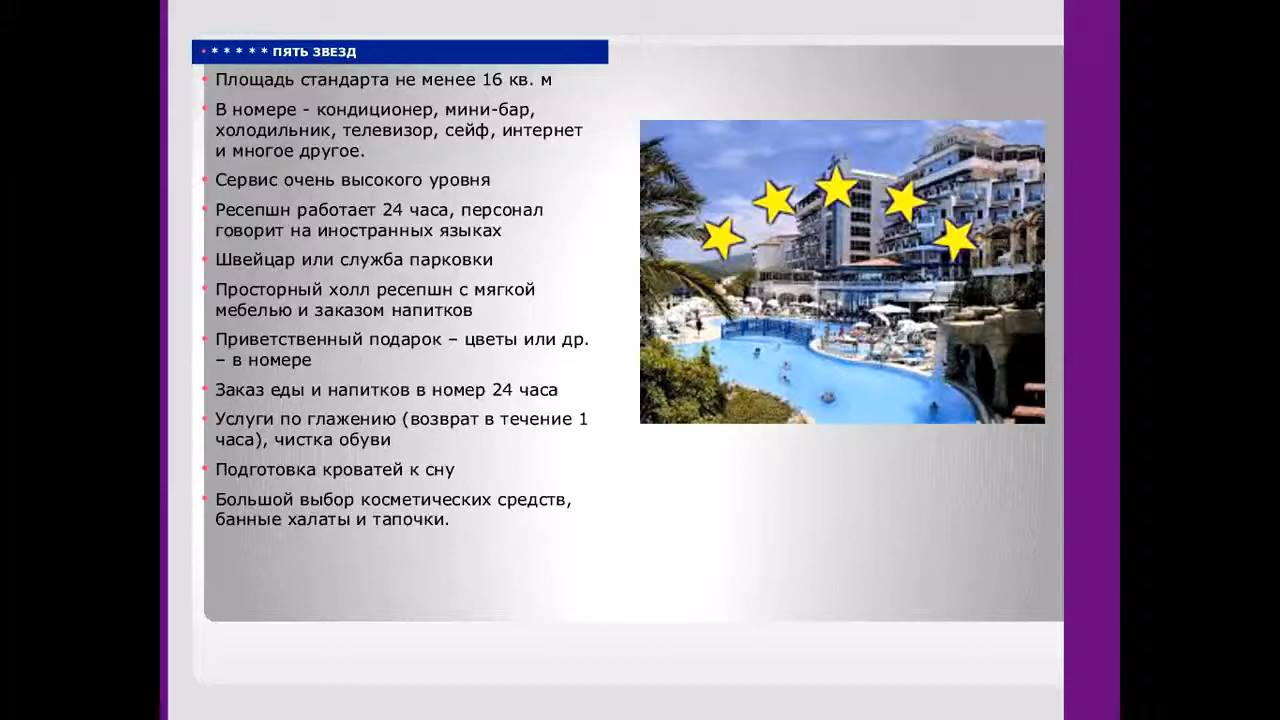 * * * * * ПЯТЬ ЗВЕЗД
Площадь стандарта не менее 16 кв. м
В номере - кондиционер, мини-бар,
холодильник, телевизор, сейф, интернет
и многое другое.
Сервис очень высокого уровня
Ресепшн работает 24 часа, персонал
говорит на иностранных языках
Швейцар или служба парковки
Просторный холл ресепшн с мягкой
мебелью и заказом напитков
Приветственный подарок – цветы или др.
– в номере
Заказ еды и напитков в номер 24 часа
Услуги по глажению (возврат в течение 1
часа), чистка обуви
Подготовка кроватей к сну
Большой выбор косметических средств,
банные халаты и тапочки.